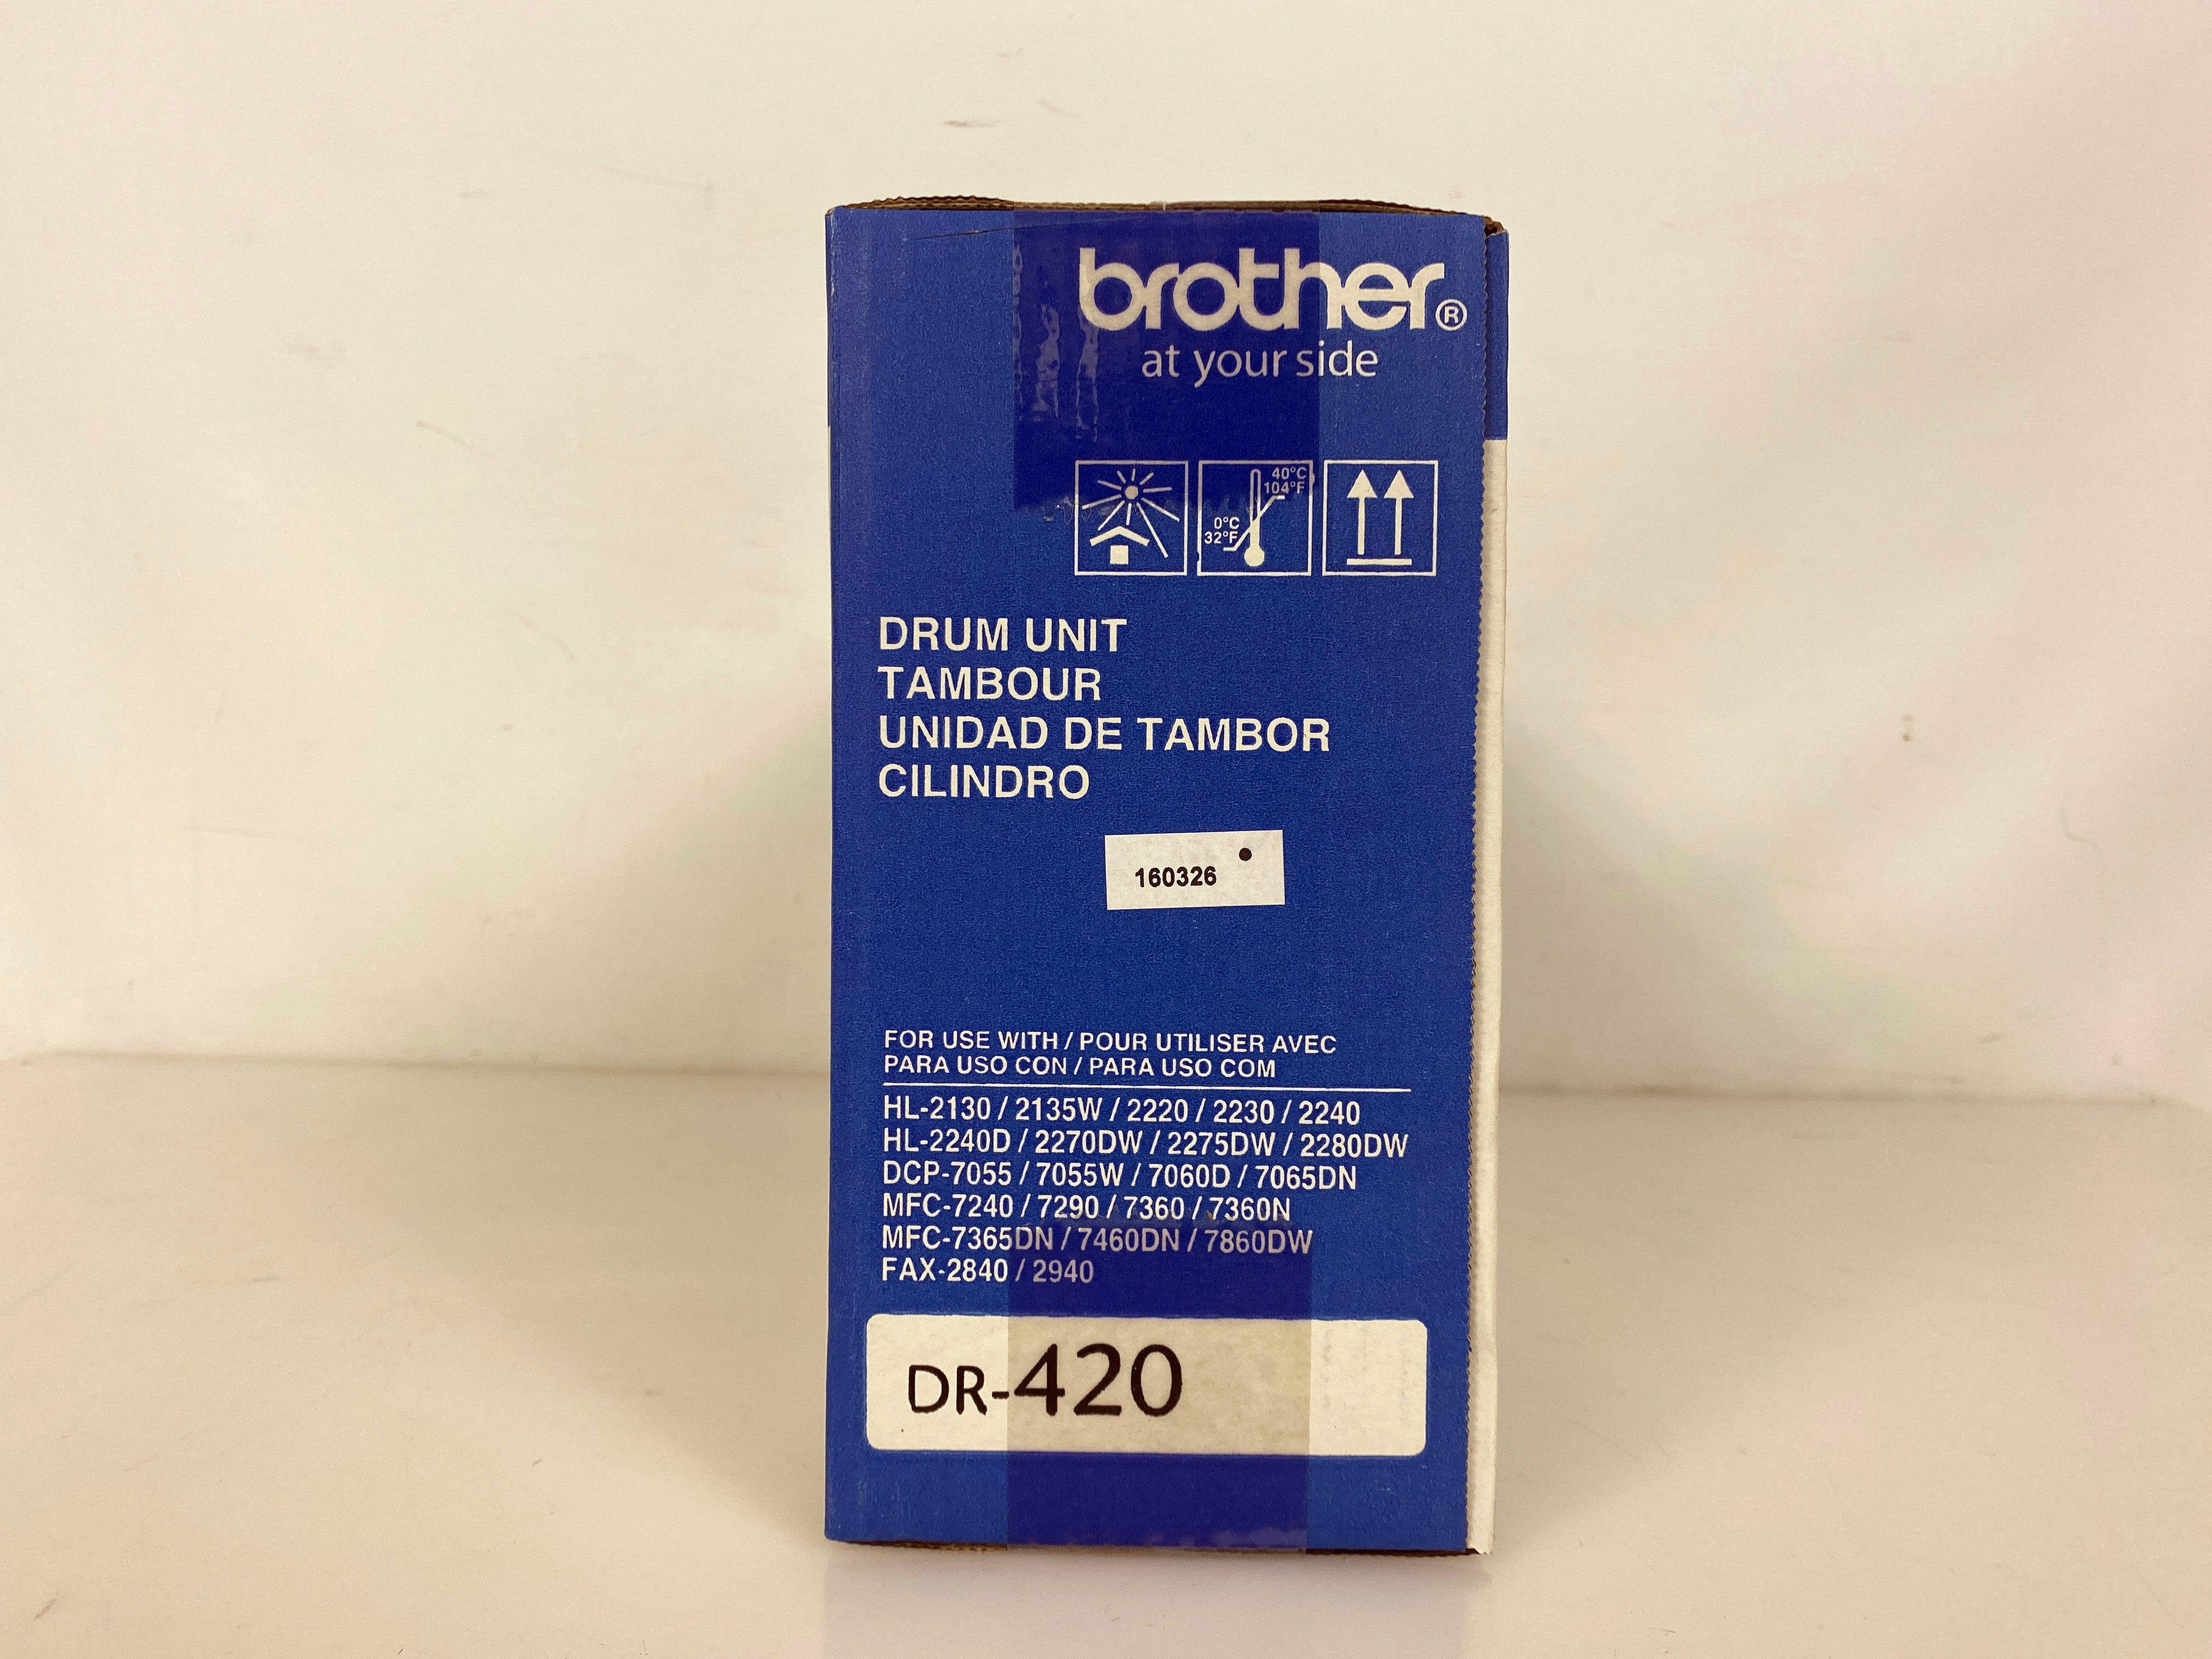 brother®
at your side
40°C
104°F
0°C
32°F
DRUM UNIT
TAMBOUR
UNIDAD DE TAMBOR
CILINDRO
160326
FOR USE WITH / POUR UTILISER AVEC
PARA USO CON / PARA USO COM
HL-2130 / 2135W / 2220 / 2230 / 2240
HL-2240D / 2270DW / 2275DW / 2280DW
DCP-7055 / 7055W / 7060D / 7065DN
MFC-7240 / 7290 / 7360 / 7360N
MFC-7365DN / 7460DN / 7860DW
FAX-2840 / 2940
DR-420